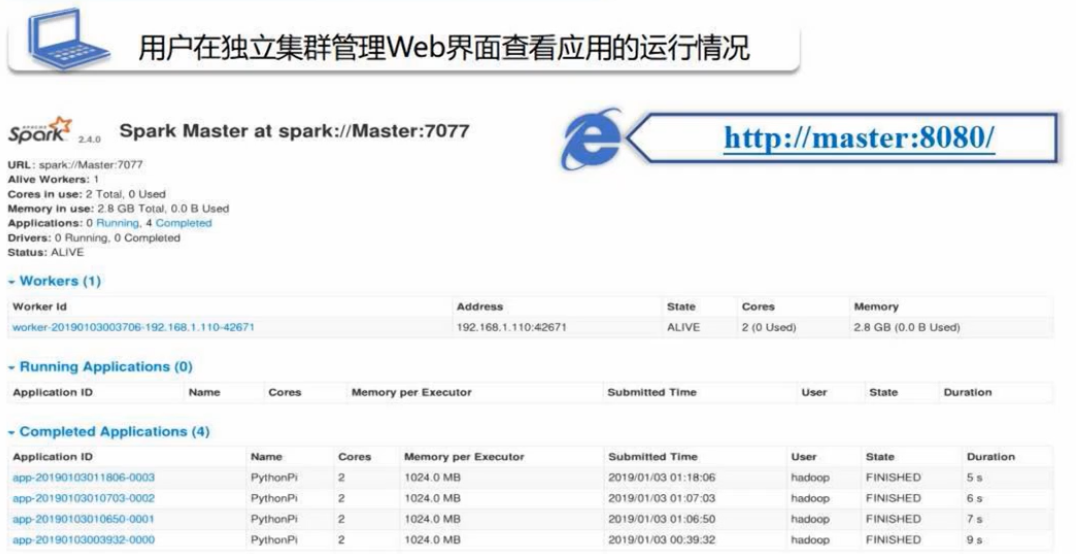 用户在独立集群管理Web界面查看应用的运行情况
APACHE Spark 2.4.0 Spark Master at spark://Master:7077
http://master:8080/
URL: spark://Master:7077
Alive Workers: 1
Cores in use: 2 Total, 0 Used
Memory in use: 2.8 GB Total, 0.0 B Used
Applications: 0 Running, 4 Completed
Drivers: 0 Running, 0 Completed
Status: ALIVE
Workers (1)
Worker Id Address State Cores Memory
worker-20190103003706-192.168.1.110-42671 192.168.1.110:42671 ALIVE 2 (0 Used) 2.8 GB (0.0 B Used)
Running Applications (0)
Application ID Name Cores Memory per Executor Submitted Time User State Duration
Completed Applications (4)
Application ID Name Cores Memory per Executor Submitted Time User State Duration
app-20190103011806-0003 PythonPi 2 1024.0 MB 2019/01/03 01:18:06 hadoop FINISHED 5 s
app-20190103010703-0002 PythonPi 2 1024.0 MB 2019/01/03 01:07:03 hadoop FINISHED 6 s
app-20190103010650-0001 PythonPi 2 1024.0 MB 2019/01/03 01:06:50 hadoop FINISHED 7 s
app-20190103003932-0000 PythonPi 2 1024.0 MB 2019/01/03 00:39:32 hadoop FINISHED 9 s